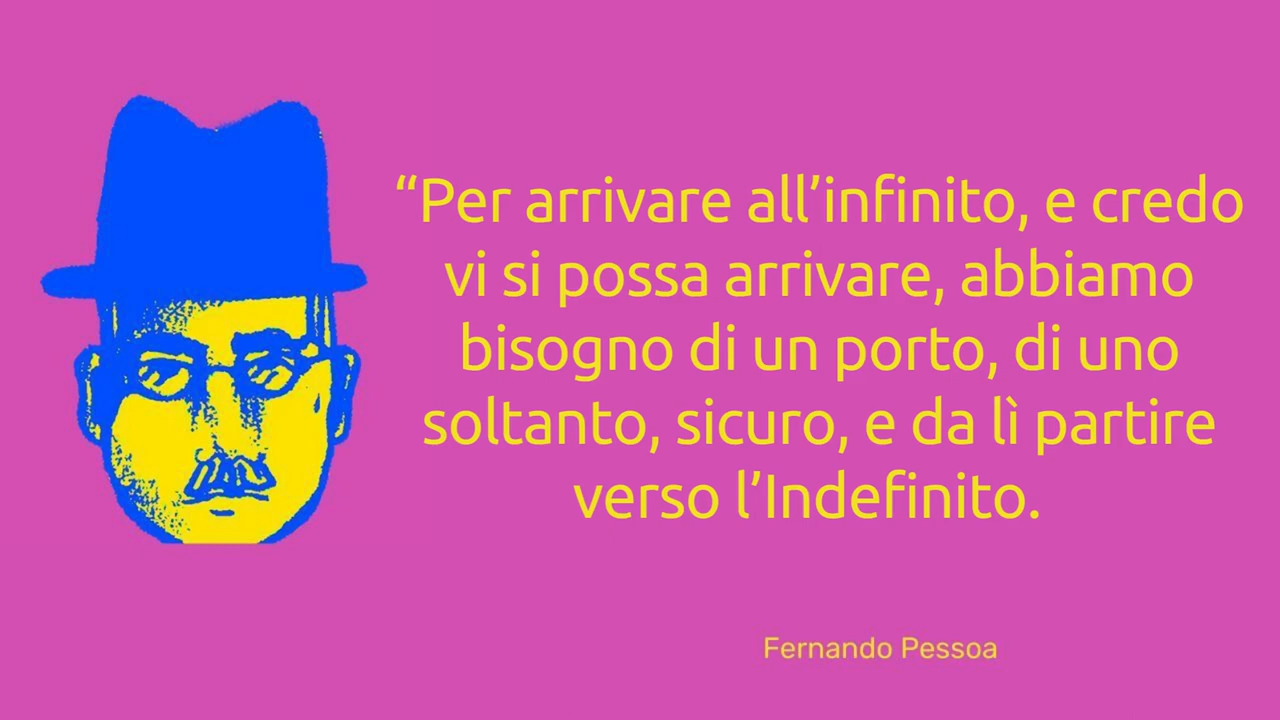 “Per arrivare all’infinito, e credo
vi si possa arrivare, abbiamo
bisogno di un porto, di uno
soltanto, sicuro, e da lì partire
verso l’Indefinito.
Fernando Pessoa